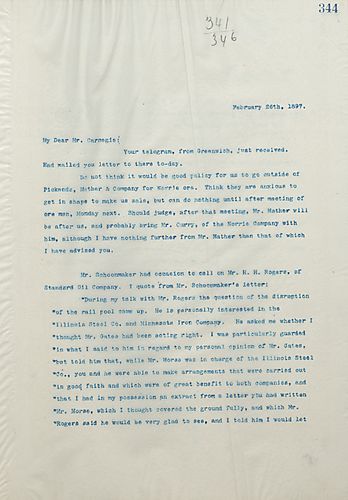 344
341
346
February 26th, 1897.
My Dear Mr. Carnegie:
Your telegram, from Greenwich, just received.
Had mailed you letter to there to-day.
Do not think it would be good policy for us to go outside of
Pickands, Mather & Company for Norrie ore. Think they are anxious to
get in shape to make us sale, but can do nothing until after meeting of
ore men, Monday next. Should judge, after that meeting, Mr. Mather will
be after us, and probably bring Mr. Curry, of the Norrie Company with
him, although I have nothing further from Mr. Mather than that of which
I have advised you.
Mr. Schoonmaker had occasion to call on Mr. H. H. Rogers, of
Standard Oil Company. I quote from Mr. Schoonmaker's letter:
"During my talk with Mr. Rogers the question of the disruption
"of the rail pool came up. He is personally interested in the
"Illinois Steel Co. and Minnesota Iron Company. He asked me whether I
"thought Mr. Gates had been acting right. I was particularly guarded
"in what I said to him in regard to my personal opinion of Mr. Gates,
"but told him that, while Mr. Morse was in charge of the Illinois Steel
"Co., you and he were able to make arrangements that were carried out
"in good faith and which were of great benefit to both companies, and
"that I had in my possession an extract from a letter you had written
"Mr. Morse, which I thought covered the ground fully, and which Mr.
"Rogers said he would be very glad to see, and I told him I would let